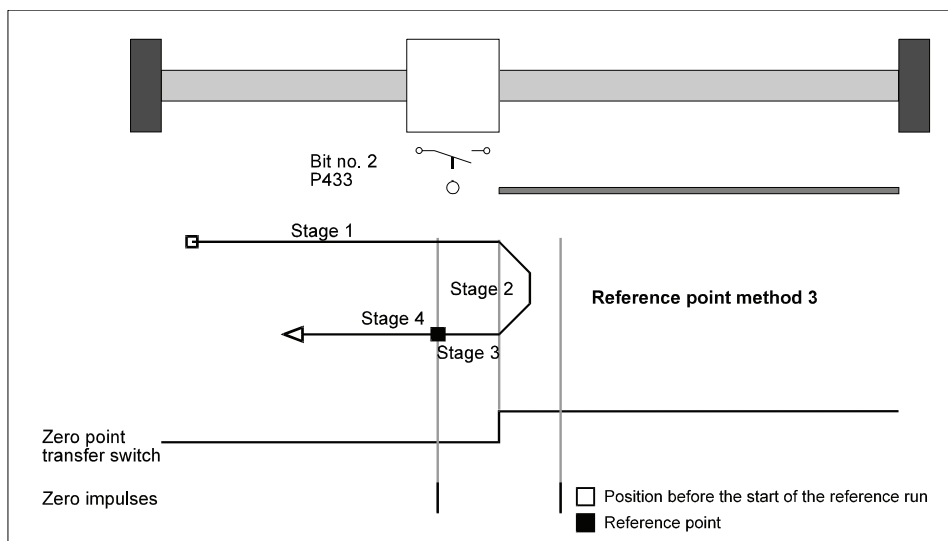 Bit no. 2
P433
Stage 1
Stage 2
Reference point method 3
Stage 4
Stage 3
Zero point
transfer switch
Zero impulses
Position before the start of the reference run
Reference point